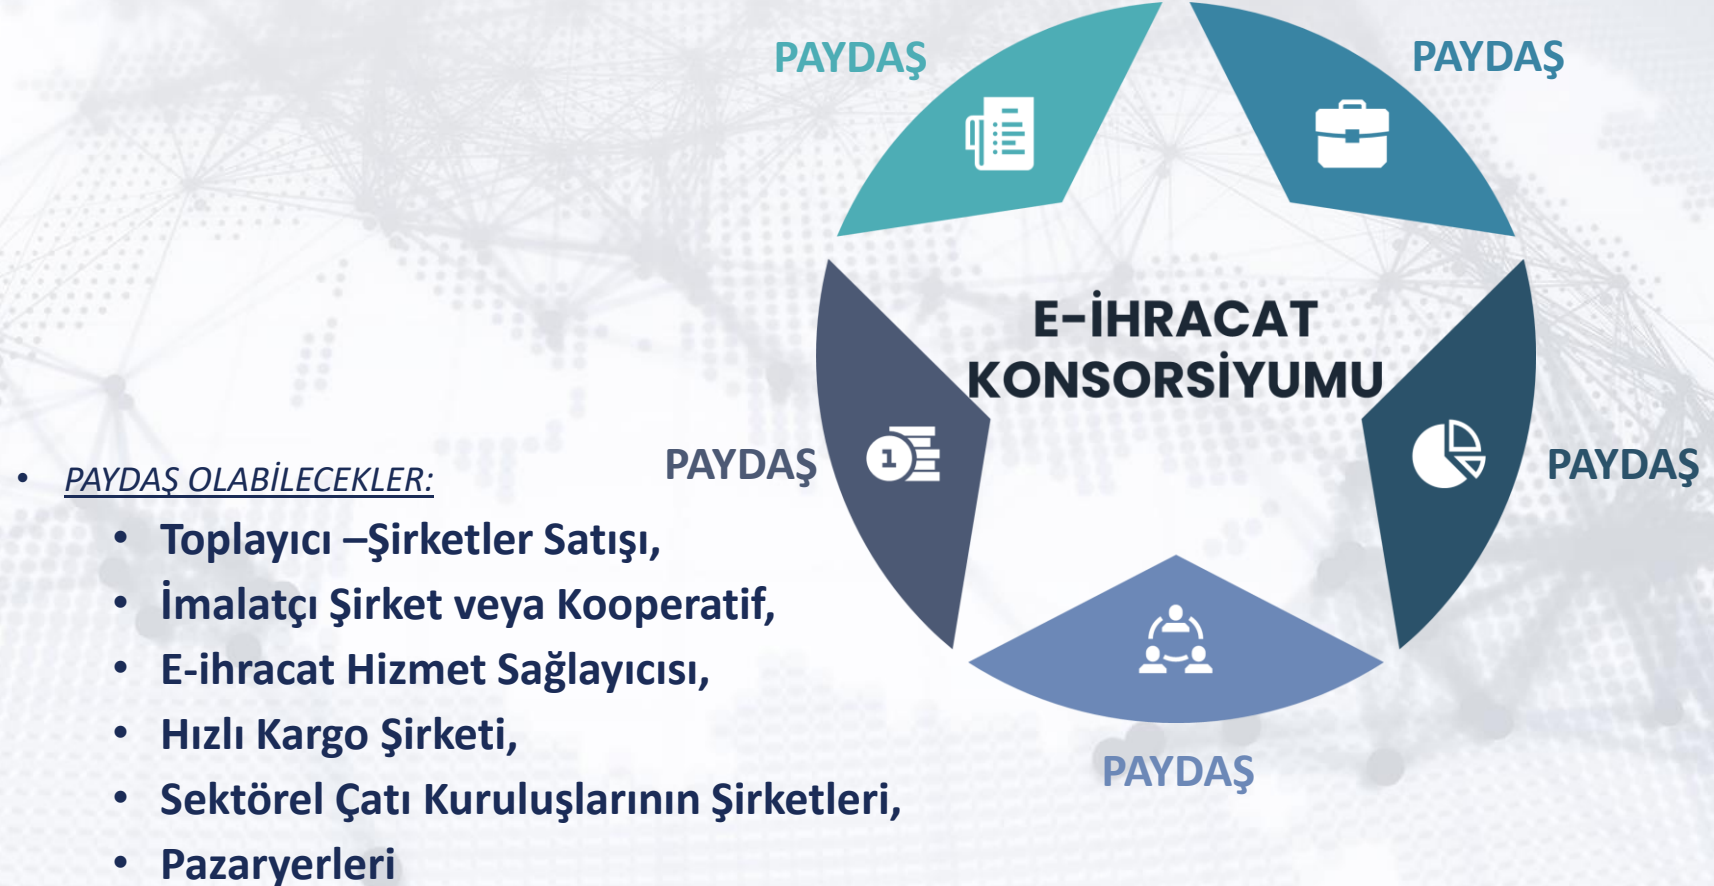 PAYDAŞ
PAYDAŞ
E-İHRACAT
KONSORSİYUMU
PAYDAŞ
1
PAYDAŞ
PAYDAŞ
• PAYDAŞ OLABİLECEKLER:
• Toplayıcı –Şirketler Satışı,
• İmalatçı Şirket veya Kooperatif,
• E-ihracat Hizmet Sağlayıcısı,
• Hızlı Kargo Şirketi,
• Sektörel Çatı Kuruluşlarının Şirketleri,
• Pazaryerleri